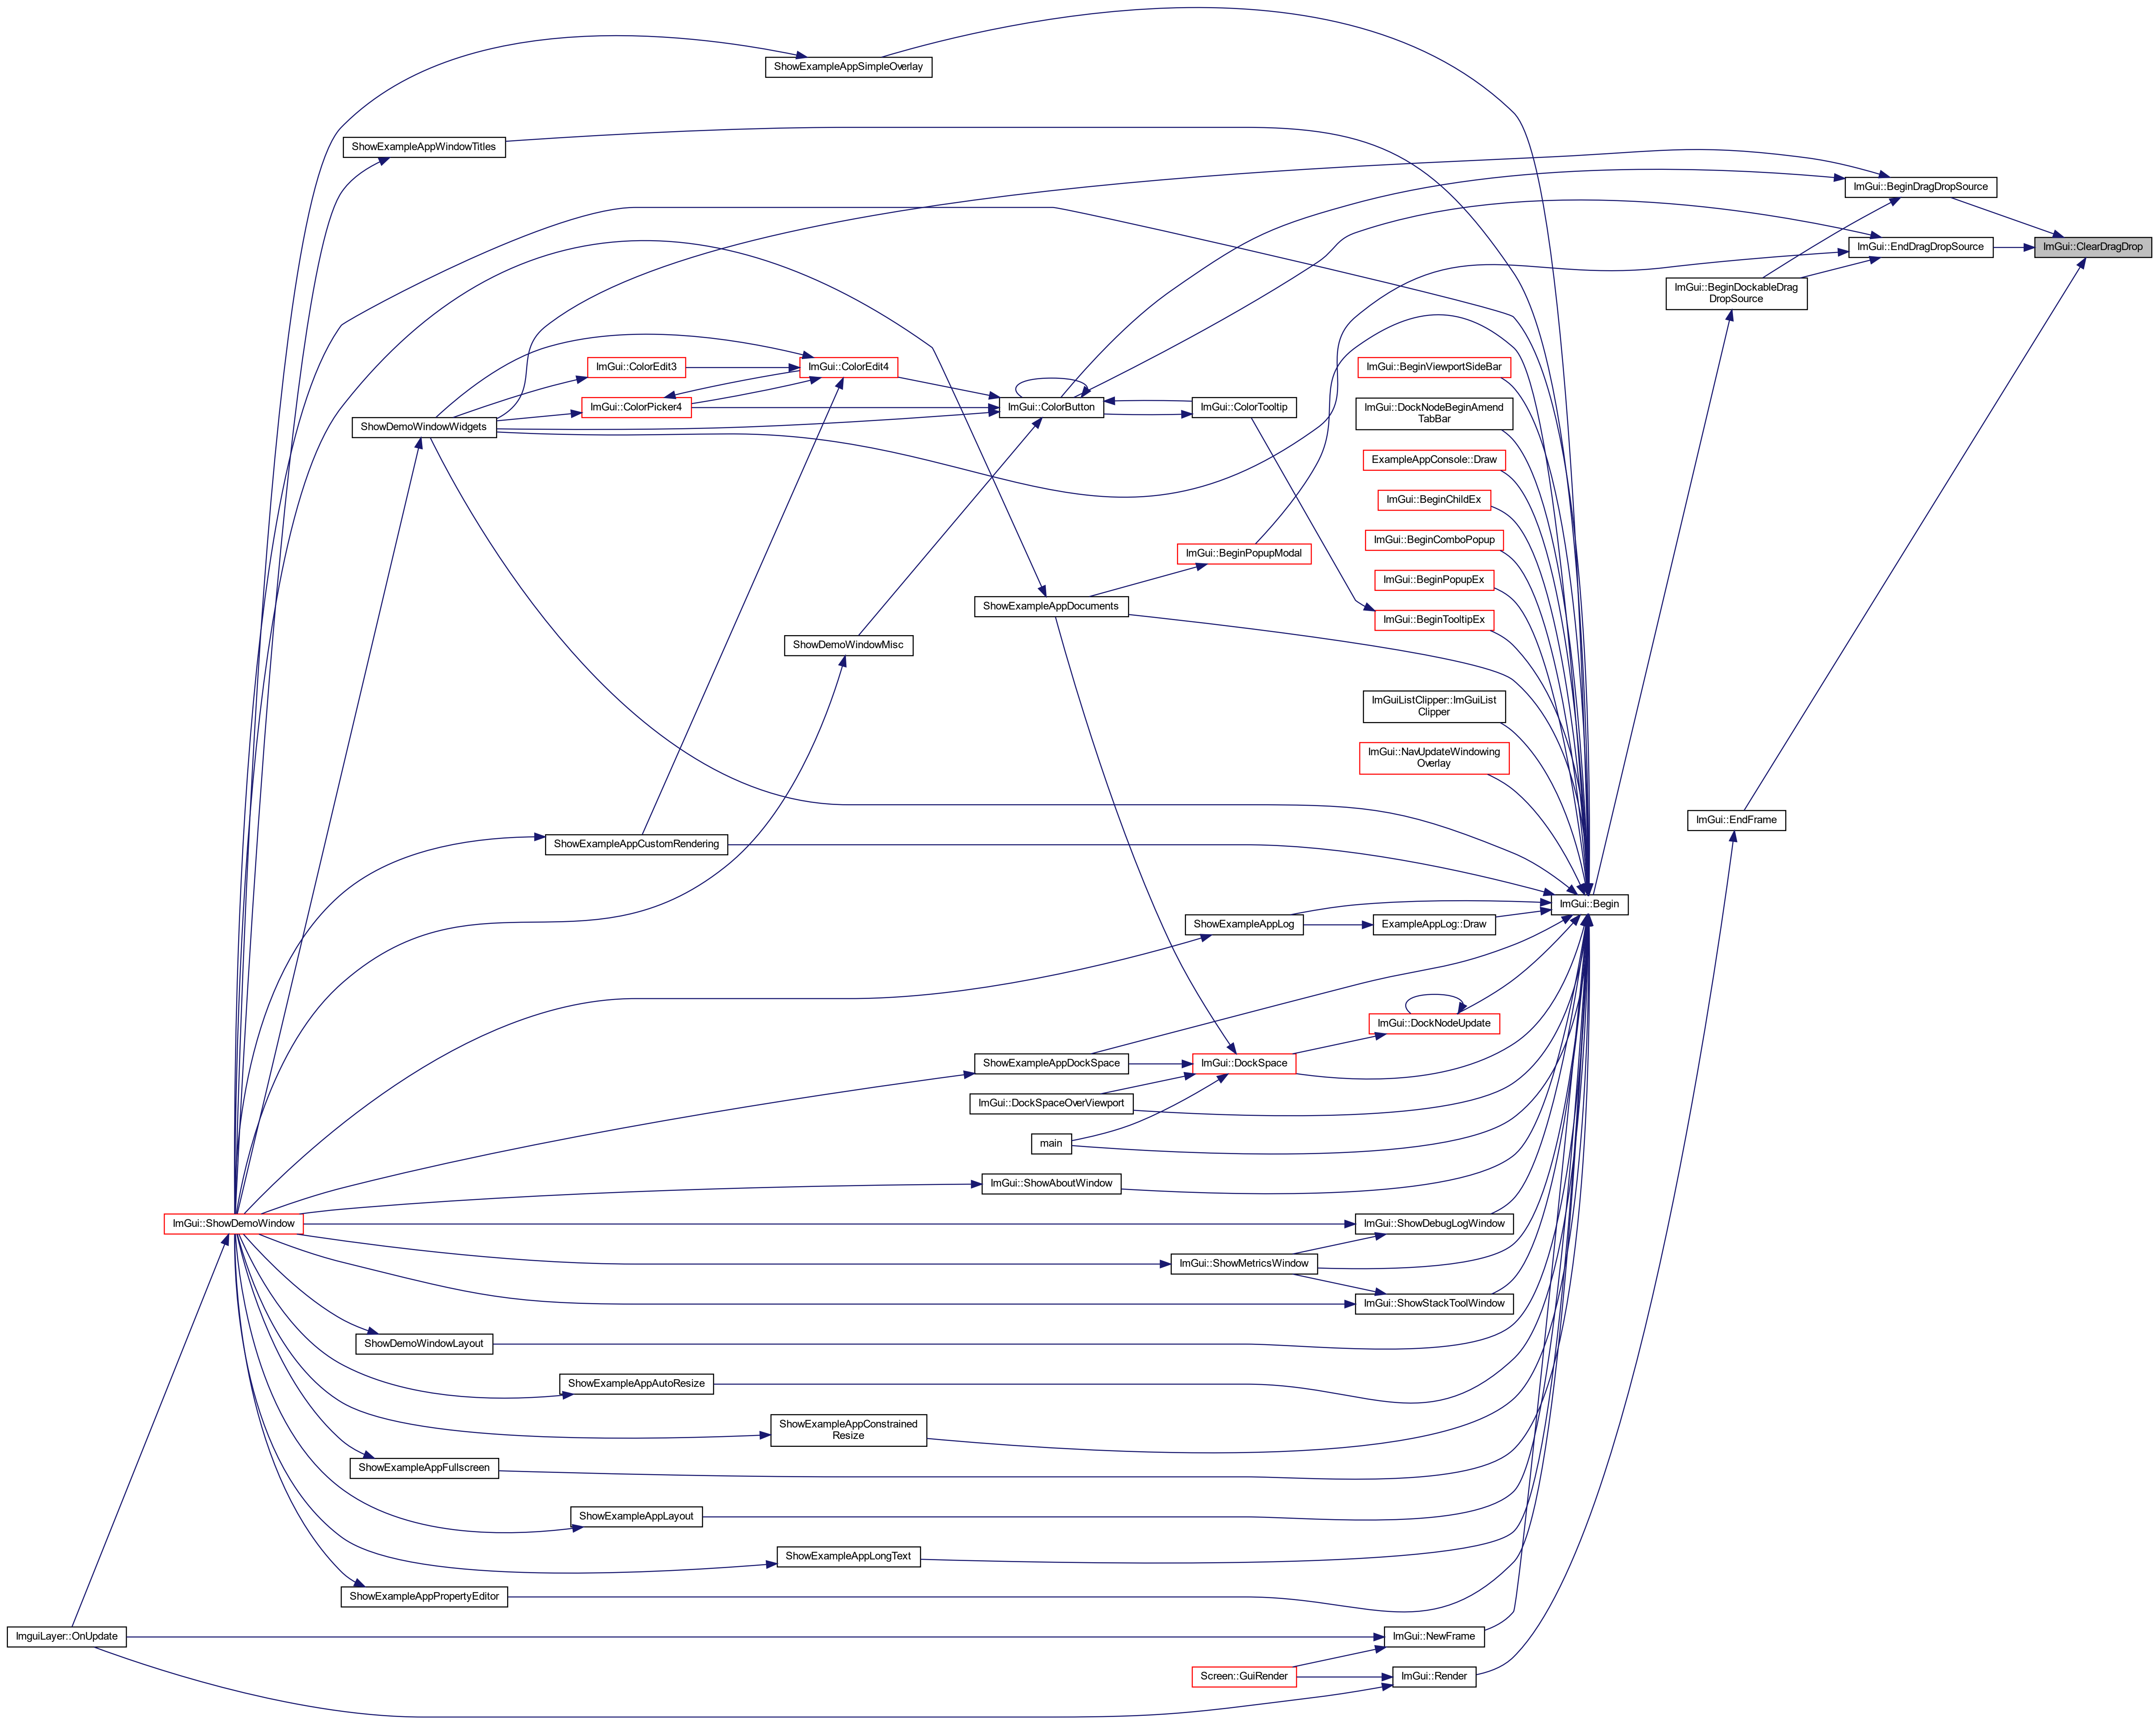 ShowExampleAppSimpleOverlay
ShowExampleAppWindowTitles
ImGui::BeginDragDropSource
ImGui::EndDragDropSource
ImGui::ClearDragDrop
ImGui::BeginDockableDrag
DropSource
ImGui::ColorEdit3
ImGui::ColorEdit4
ImGui::BeginViewportSideBar
ImGui::ColorPicker4
ImGui::ColorButton
ImGui::ColorTooltip
ImGui::DockNodeBeginAmend
TabBar
ShowDemoWindowWidgets
ExampleAppConsole::Draw
ImGui::BeginChildEx
ImGui::BeginComboPopup
ImGui::BeginPopupModal
ImGui::BeginPopupEx
ShowExampleAppDocuments
ImGui::BeginTooltipEx
ShowDemoWindowMisc
ImGuiListClipper::ImGuiList
Clipper
ImGui::NavUpdateWindowing
Overlay
ImGui::EndFrame
ShowExampleAppCustomRendering
ImGui::Begin
ShowExampleAppLog
ExampleAppLog::Draw
ImGui::DockNodeUpdate
ShowExampleAppDockSpace
ImGui::DockSpace
ImGui::DockSpaceOverViewport
main
ImGui::ShowAboutWindow
ImGui::ShowDemoWindow
ImGui::ShowDebugLogWindow
ImGui::ShowMetricsWindow
ImGui::ShowStackToolWindow
ShowDemoWindowLayout
ShowExampleAppAutoResize
ShowExampleAppConstrained
Resize
ShowExampleAppFullscreen
ShowExampleAppLayout
ShowExampleAppLongText
ShowExampleAppPropertyEditor
ImguiLayer::OnUpdate
ImGui::NewFrame
Screen::GuiRender
ImGui::Render